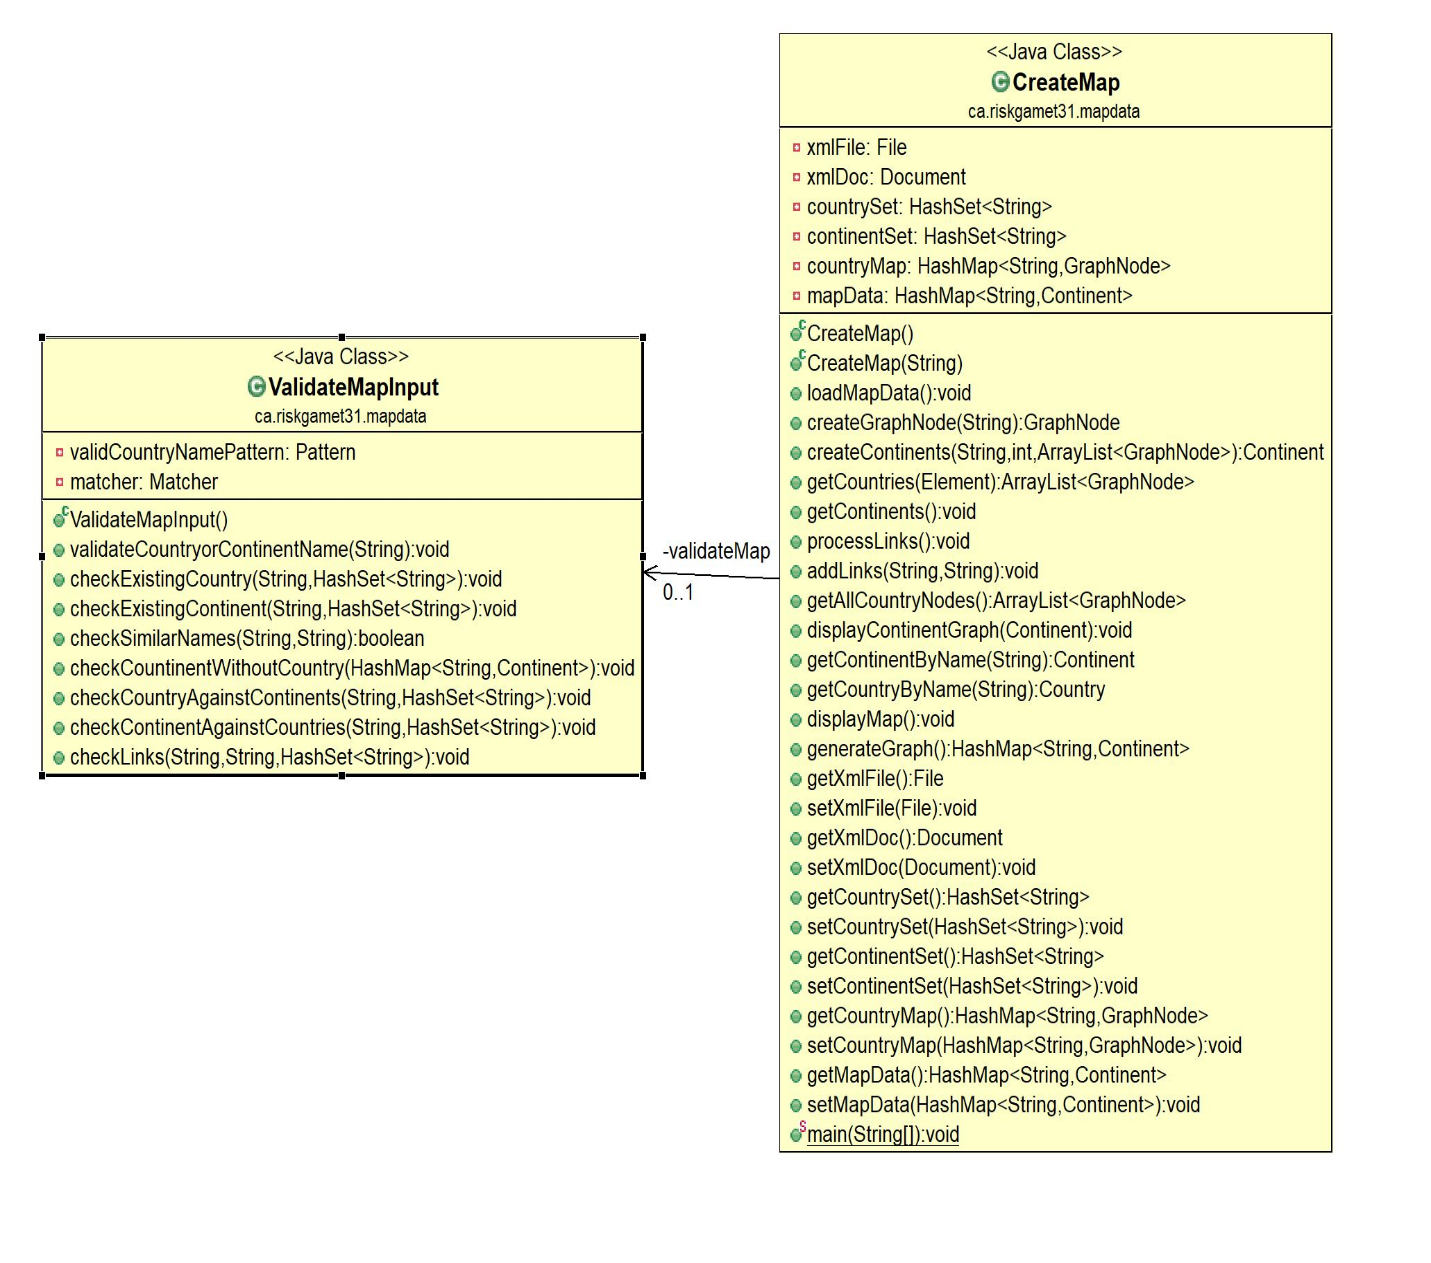 <<Java Class>>
CreateMap
ca.riskgamet31.mapdata
xmlFile: File
xmlDoc: Document
countrySet: HashSet<String>
continentSet: HashSet<String>
countryMap: HashMap<String,GraphNode>
mapData: HashMap<String,Continent>
CreateMap()
CreateMap(String)
loadMapData():void
createGraphNode(String):GraphNode
createContinents(String,int,ArrayList<GraphNode>):Continent
getCountries(Element):ArrayList<GraphNode>
getContinents():void
processLinks():void
addLinks(String,String):void
getAllCountryNodes():ArrayList<GraphNode>
displayContinentGraph(Continent):void
getContinentByName(String):Continent
getCountryByName(String):Country
displayMap():void
generateGraph():HashMap<String,Continent>
getXmlFile():File
setXmlFile(File):void
getXmlDoc():Document
setXmlDoc(Document):void
getCountrySet():HashSet<String>
setCountrySet(HashSet<String>):void
getContinentSet():HashSet<String>
setContinentSet(HashSet<String>):void
getCountryMap():HashMap<String,GraphNode>
setCountryMap(HashMap<String,GraphNode>):void
getMapData():HashMap<String,Continent>
setMapData(HashMap<String,Continent>):void
main(String[]):void
<<Java Class>>
ValidateMapInput
ca.riskgamet31.mapdata
validCountryNamePattern: Pattern
matcher: Matcher
ValidateMapInput()
validateCountryorContinentName(String):void
checkExistingCountry(String,HashSet<String>):void
checkExistingContinent(String,HashSet<String>):void
checkSimilarNames(String,String):boolean
checkCountinentWithoutCountry(HashMap<String,Continent>):void
checkCountryAgainstContinents(String,HashSet<String>):void
checkContinentAgainstCountries(String,HashSet<String>):void
checkLinks(String,String,HashSet<String>):void
-validateMap
0..1